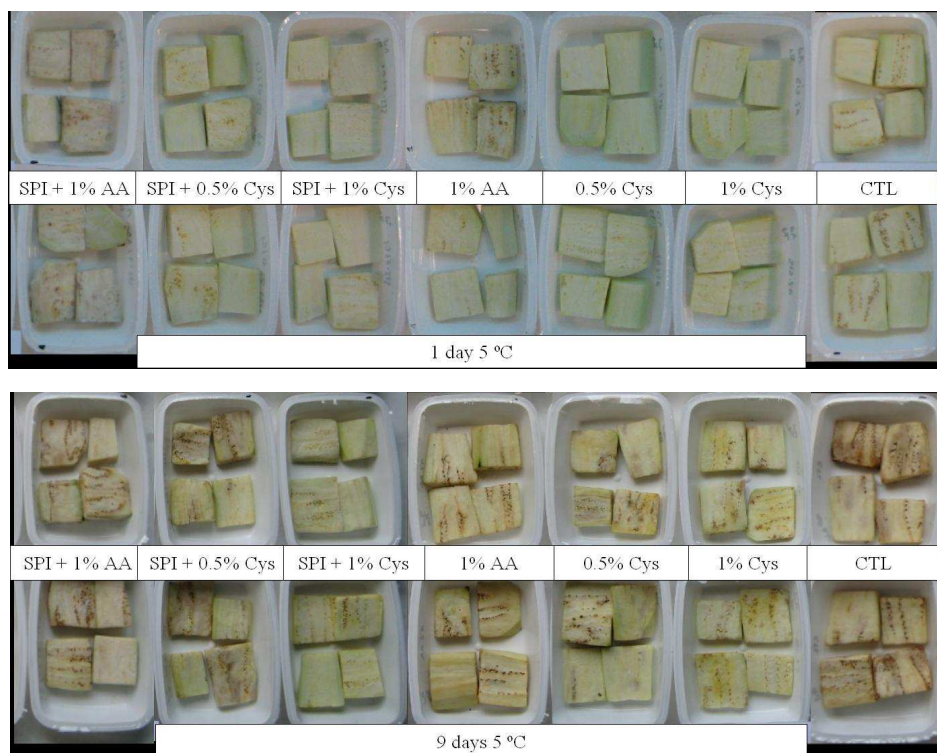 SPI + 1% AA
SPI + 0.5% Cys
SPI + 1% Cys
1% AA
0.5% Cys
1% Cys
CTL
1 day 5 ºC
SPI + 1% AA
SPI + 0.5% Cys
SPI + 1% Cys
1% AA
0.5% Cys
1% Cys
CTL
9 days 5 ºC